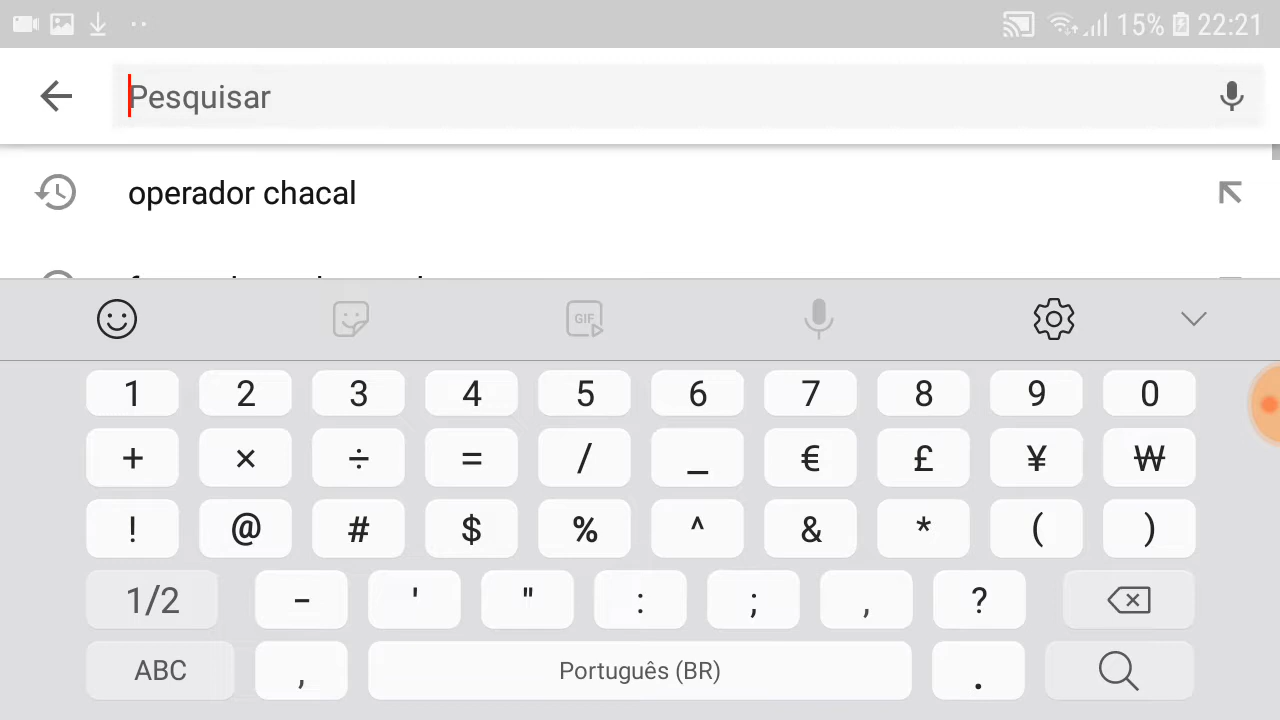 15% 22:21
Pesquisar
operador chacal
GIF
1 2 3 4 5 6 7 8 9 0
+ × ÷ = / _ € £ ¥ ₩
! @ # $ % ^ & * ( )
1/2 - ' " : ; , ?
ABC , Português (BR) .